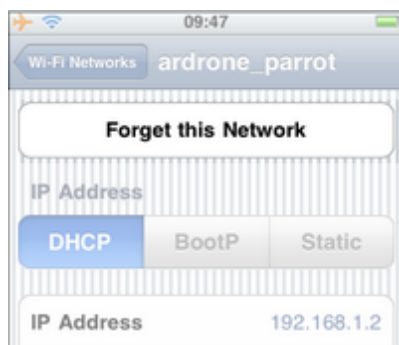 09:47
Wi-Fi Networks ardrone_parrot
Forget this Network
IP Address
DHCP BootP Static
IP Address 192.168.1.2